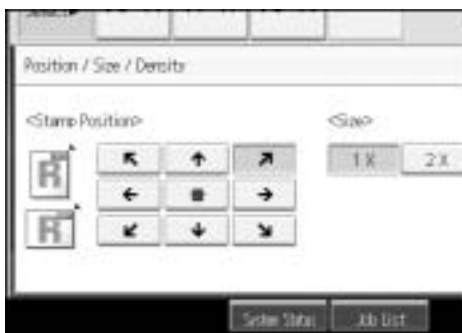 Position / Size / Density
<Stamp Position>
<Size>
R
1 X
2 X
R
System Status
Job List